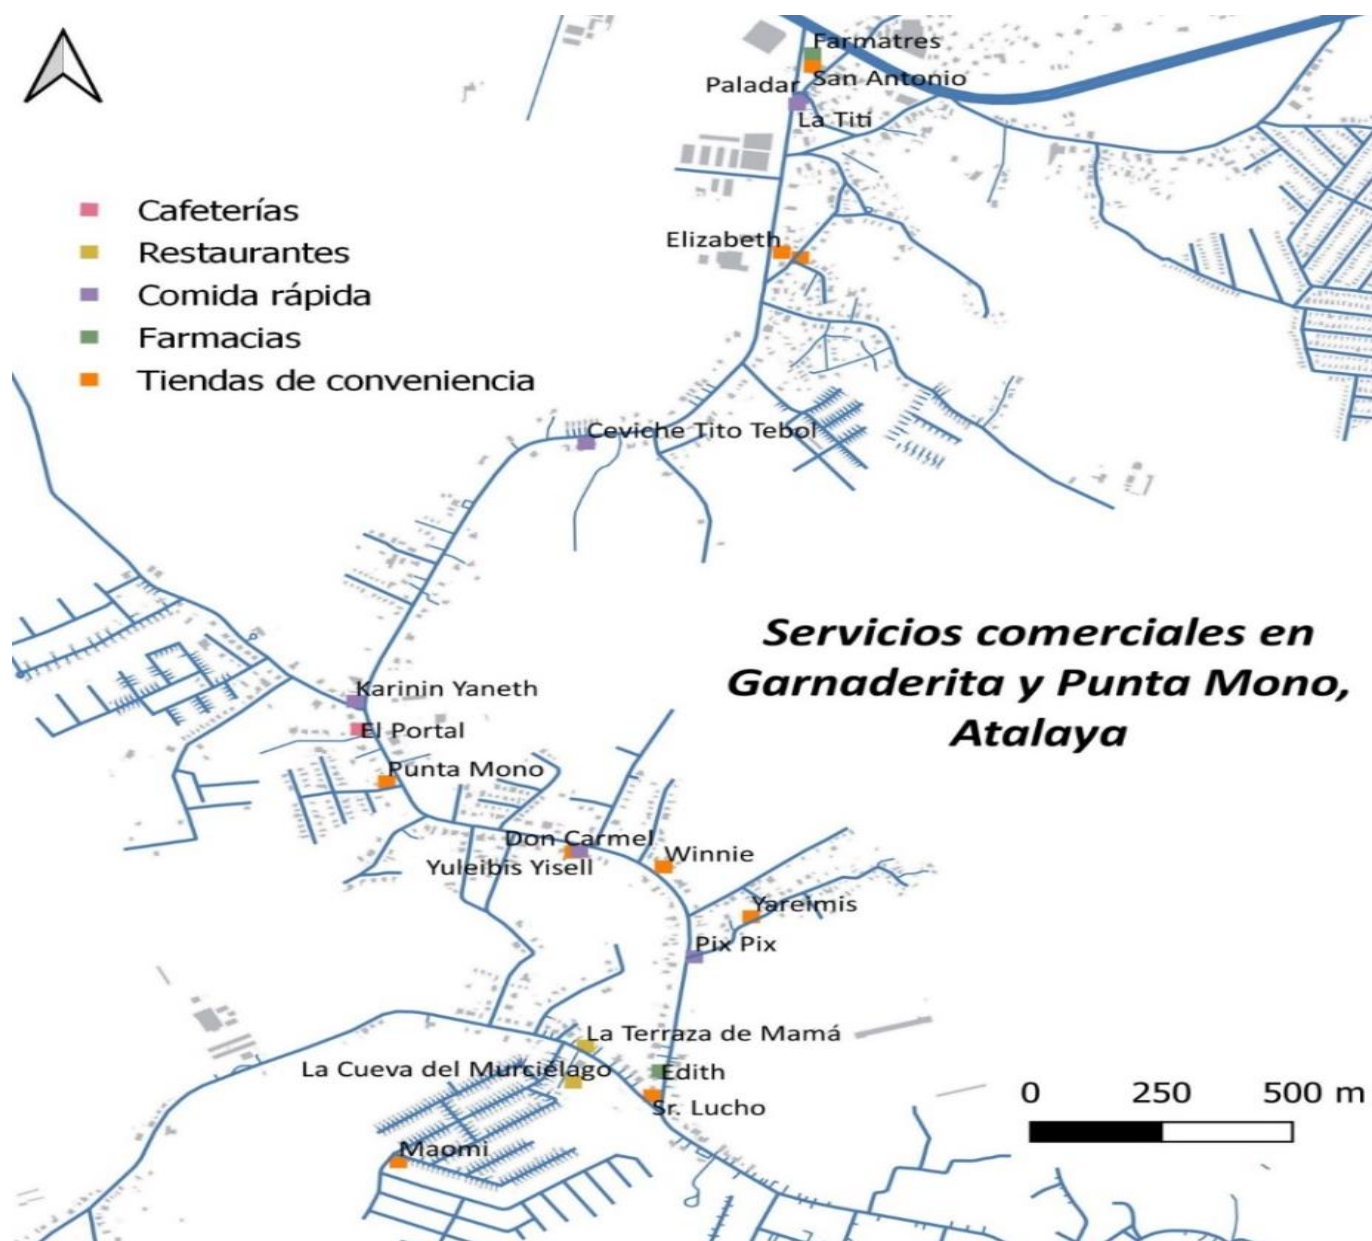 Farmatres
San Antonio
Paladar
La Titi
Cafeterías
Restaurantes
Comida rápida
Farmacias
Tiendas de conveniencia
Elizabeth
Ceviche Tito Tebol
Servicios comerciales en
Garnaderita y Punta Mono,
Atalaya
Karinin Yaneth
El Portal
Punta Mono
Don Carmel
Yuleibis Yisell
Winnie
Yareimis
Pix Pix
La Terraza de Mamá
La Cueva del Murciélago
Edith
Sr. Lucho
Maomi
0 250 500 m